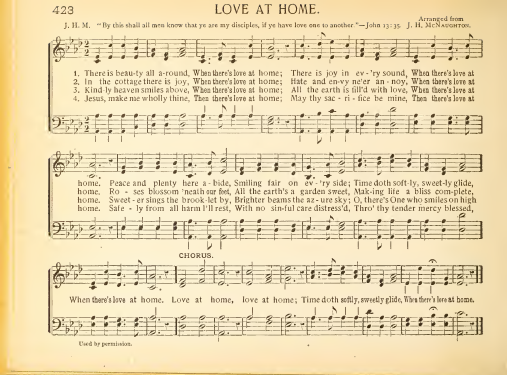 423
LOVE AT HOME.
J. H. M. "By this shall all men know that ye are my disciples, if ye have love one to another "—John 13: 35.
Arranged from
J. H. McNAUGHTON.
1. There is beau-ty all a-round, When there's love at home; There is joy in ev-'ry sound, When there's love at
2. In the cottage there is joy, When there's love at home; Hate and en-vy ne'er an-noy, When there's love at
3. Kind-ly heaven smiles above, When there's love at home; All the earth is fill'd with love, When there's love at
4. Jesus, make me wholly thine, Then there's love at home; May thy sac-ri-fice be mine, Then there's love at
home. Peace and plenty here a-bide, Smiling fair on ev-'ry side; Time doth soft-ly, sweet-ly glide,
home. Ro-ses blossom 'neath our feet, All the earth's a garden sweet, Mak-ing life a bliss complete,
home. Sweet-er sings the brook-let by, Brighter beams the az-ure sky; O, there's One who smiles on high
home. Safe-ly from all harm I'll rest, With no sin-ful care distress'd, Thro' thy tender mercy blessed,
CHORUS.
When there's love at home. Love at home, love at home; Time doth softly, sweetly glide, When there's love at home.
Used by permission.